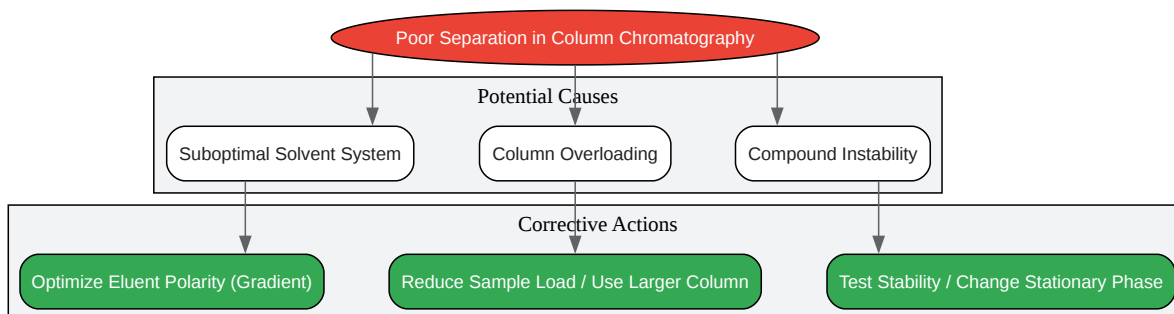 Poor Separation in Column Chromatography
Potential Causes
Suboptimal Solvent System
Column Overloading
Compound Instability
Corrective Actions
Optimize Eluent Polarity (Gradient)
Reduce Sample Load / Use Larger Column
Test Stability / Change Stationary Phase